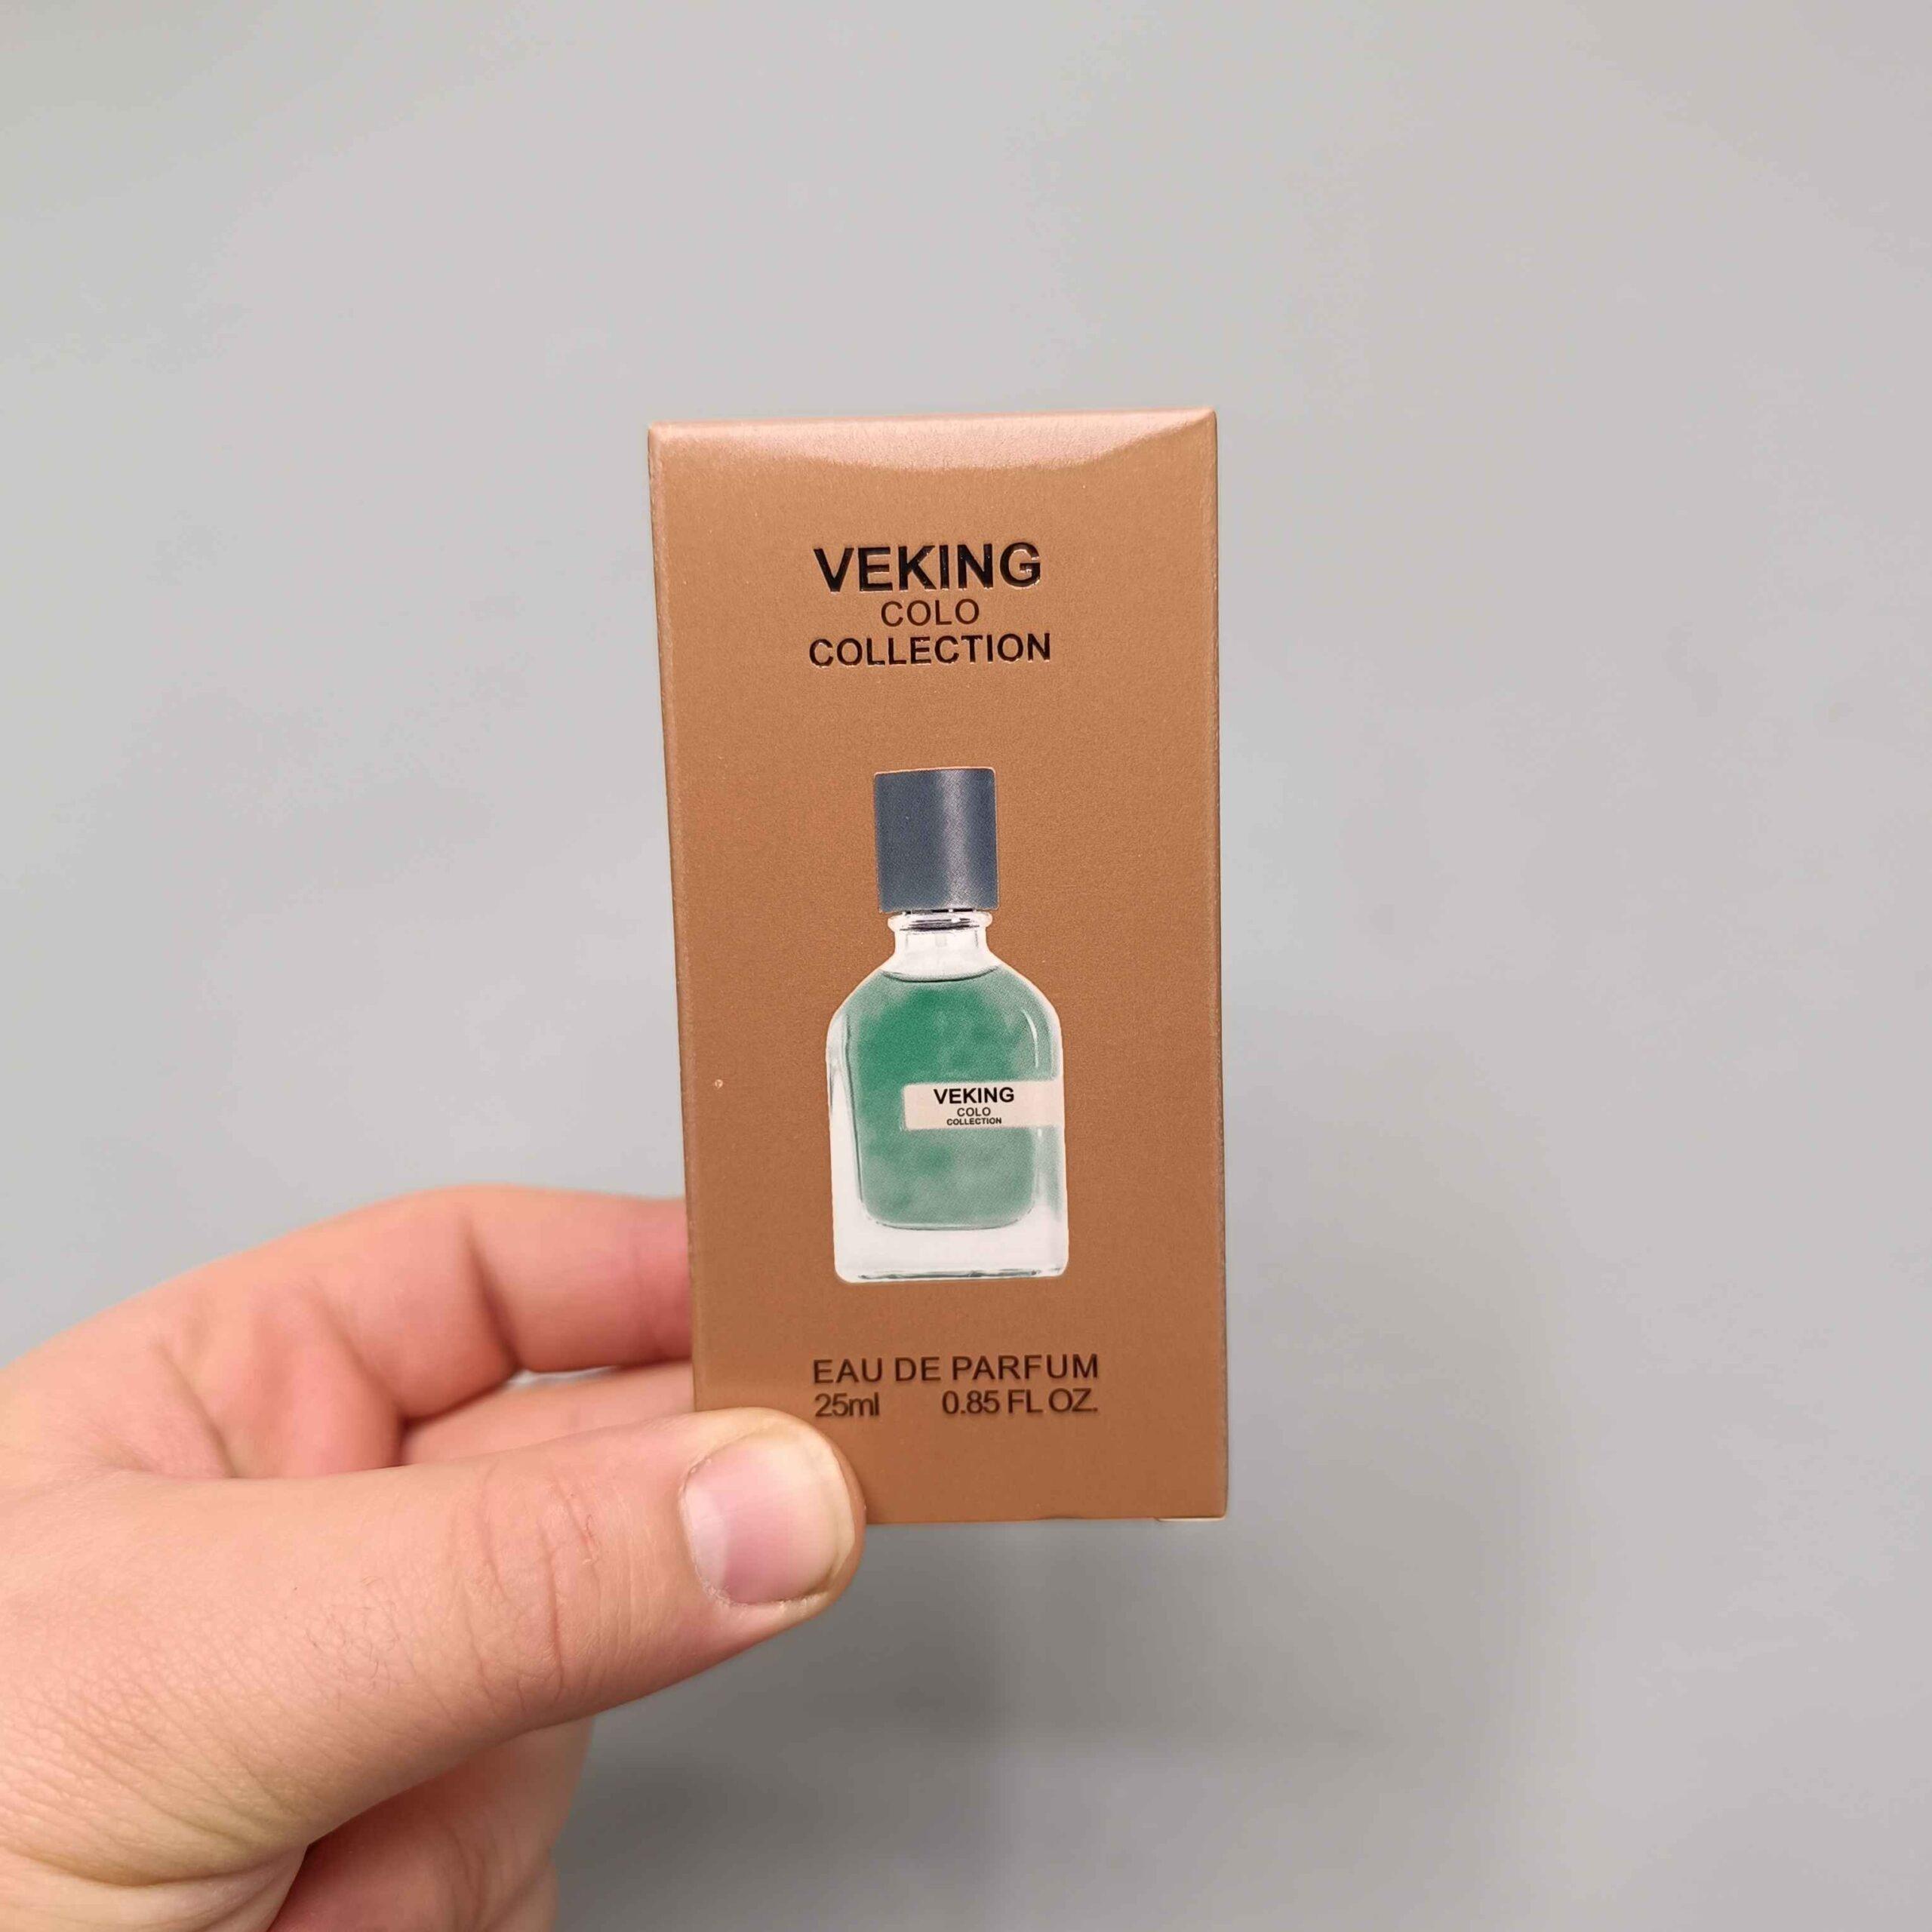 VEKING
COLO
COLLECTION
VEKING
COLO
COLLECTION
EAU DE PARFUM
25ml 0.85 FL OZ.